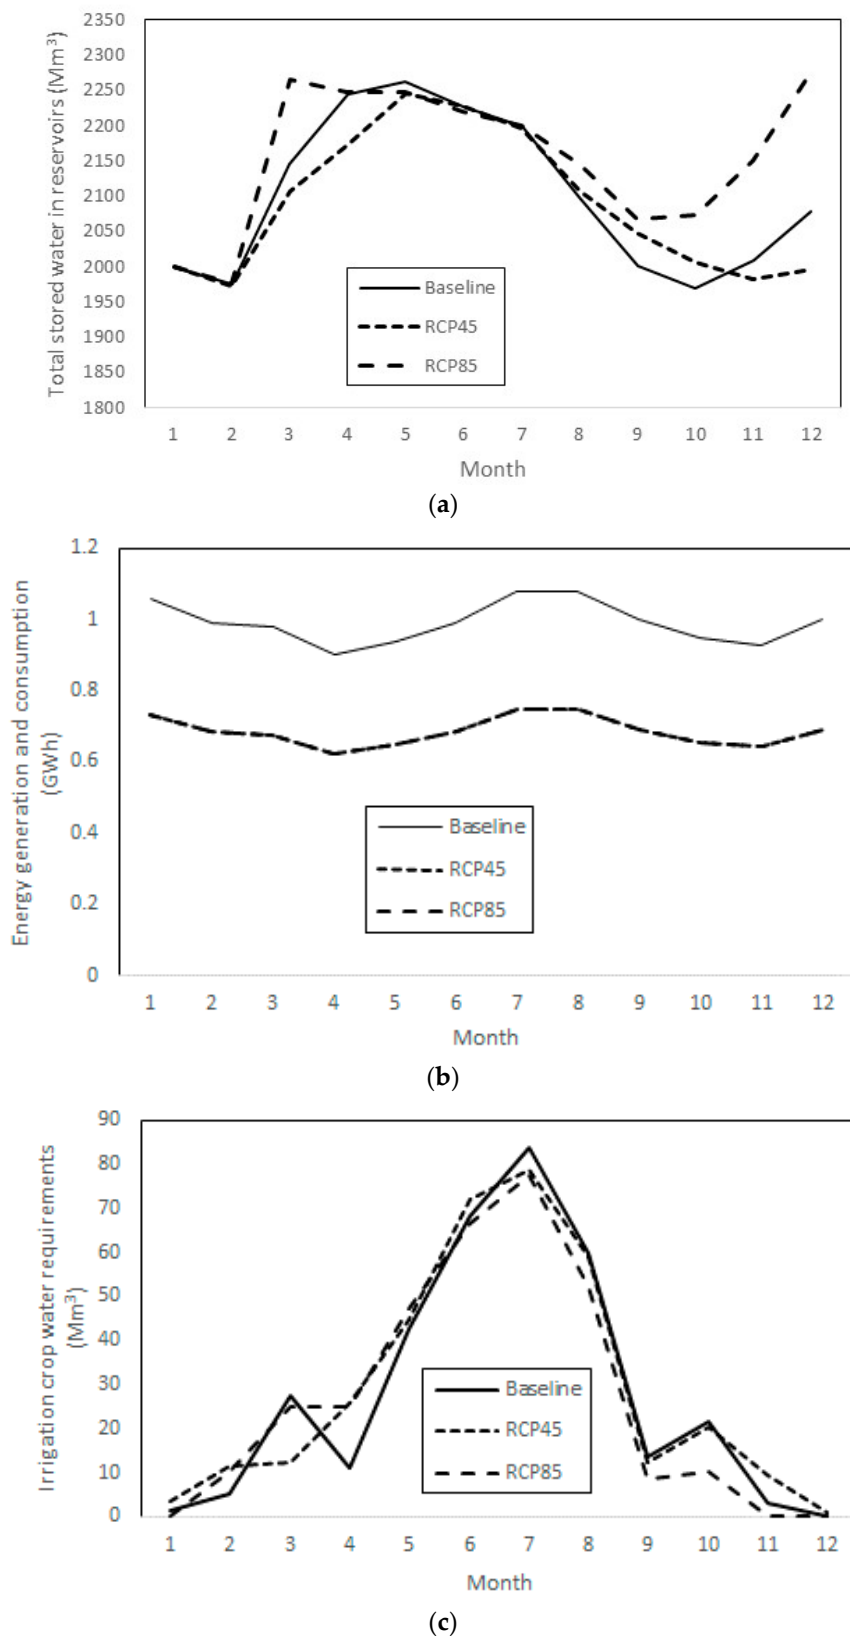 Total stored water in reservoirs (Mm³)
2350
2300
2250
2200
2150
2100
2050
2000
1950
1900
1850
1800
Baseline
RCP45
RCP85
1 2 3 4 5 6 7 8 9 10 11 12
Month
(a)
Energy generation and consumption
(GWh)
1.2
1
0.8
0.6
0.4
0.2
0
Baseline
RCP45
RCP85
1 2 3 4 5 6 7 8 9 10 11 12
Month
(b)
Irrigation crop water requirements
(Mm³)
90
80
70
60
50
40
30
20
10
0
Baseline
RCP45
RCP85
1 2 3 4 5 6 7 8 9 10 11 12
Month
(c)